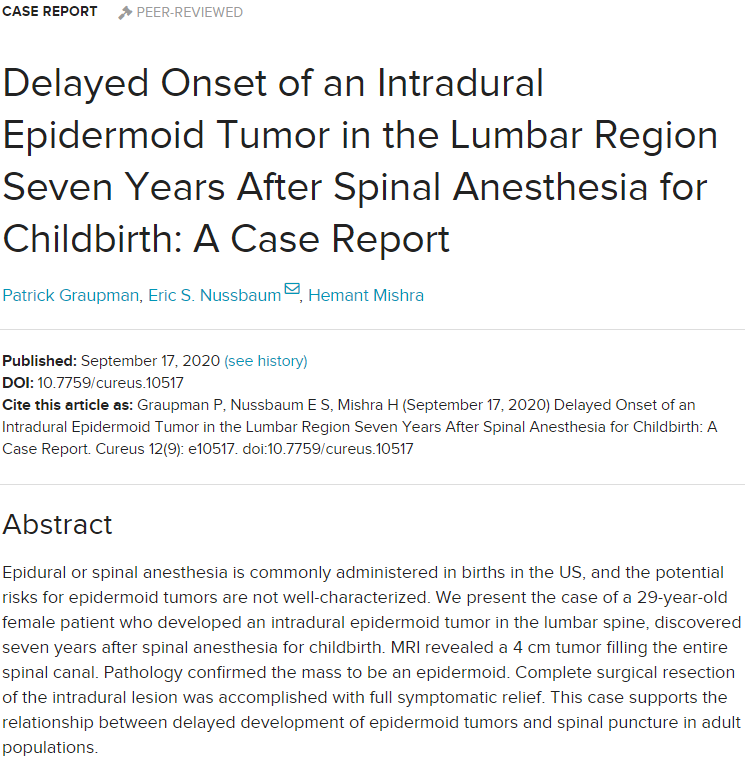 CASE REPORT PEER-REVIEWED
Delayed Onset of an Intradural
Epidermoid Tumor in the Lumbar Region
Seven Years After Spinal Anesthesia for
Childbirth: A Case Report
Patrick Graupman, Eric S. Nussbaum, Hemant Mishra
Published: September 17, 2020 (see history)
DOI: 10.7759/cureus.10517
Cite this article as: Graupman P, Nussbaum E S, Mishra H (September 17, 2020) Delayed Onset of an
Intradural Epidermoid Tumor in the Lumbar Region Seven Years After Spinal Anesthesia for Childbirth: A
Case Report. Cureus 12(9): e10517. doi:10.7759/cureus.10517
Abstract
Epidural or spinal anesthesia is commonly administered in births in the US, and the potential
risks for epidermoid tumors are not well-characterized. We present the case of a 29-year-old
female patient who developed an intradural epidermoid tumor in the lumbar spine, discovered
seven years after spinal anesthesia for childbirth. MRI revealed a 4 cm tumor filling the entire
spinal canal. Pathology confirmed the mass to be an epidermoid. Complete surgical resection
of the intradural lesion was accomplished with full symptomatic relief. This case supports the
relationship between delayed development of epidermoid tumors and spinal puncture in adult
populations.